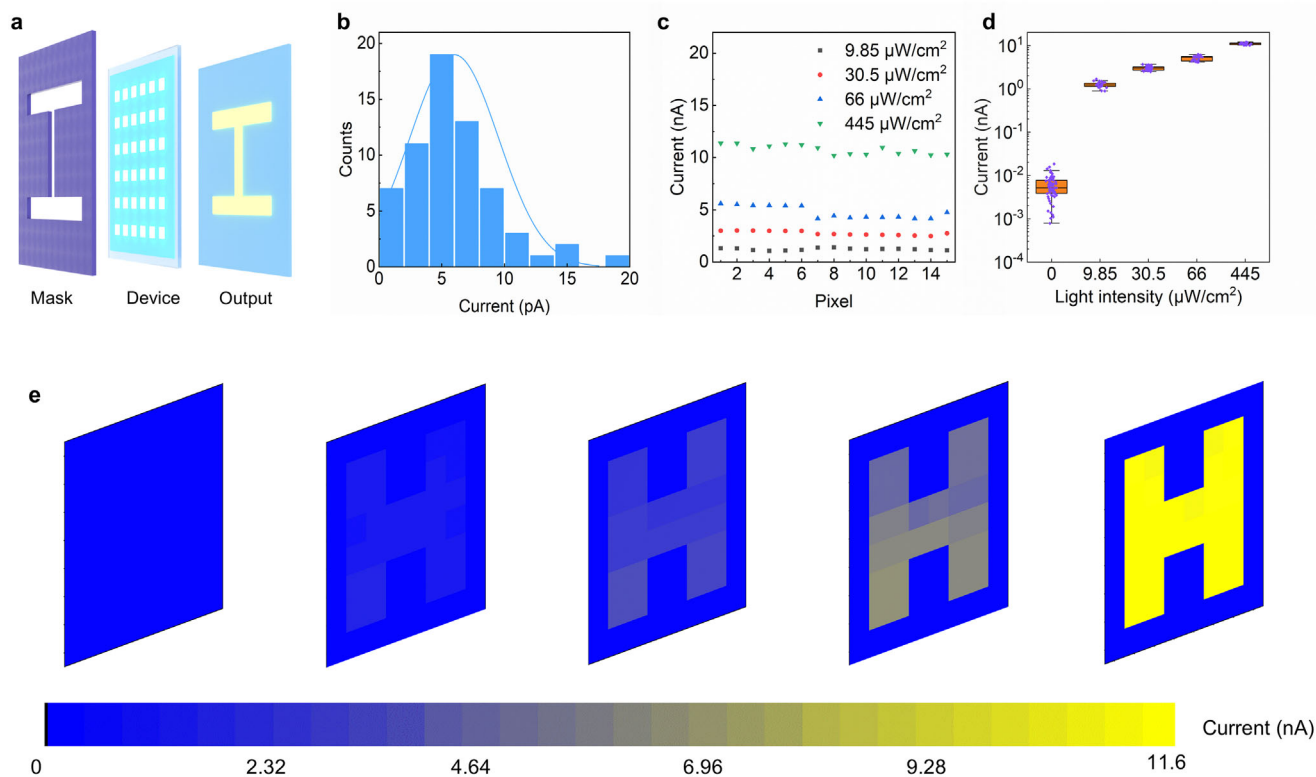 a
Mask
Device
Output
b
Counts
20
15
10
5
0
0
5
10
15
20
Current (pA)
c
Current (nA)
20
15
10
5
0
9.85 µW/cm²
30.5 µW/cm²
66 µW/cm²
445 µW/cm²
2
4
6
8
10
12
14
Pixel
d
Current (nA)
10¹
10⁰
10⁻¹
10⁻²
10⁻³
10⁻⁴
0
9.85
30.5
66
445
Light intensity (µW/cm²)
e
Current (nA)
0
2.32
4.64
6.96
9.28
11.6